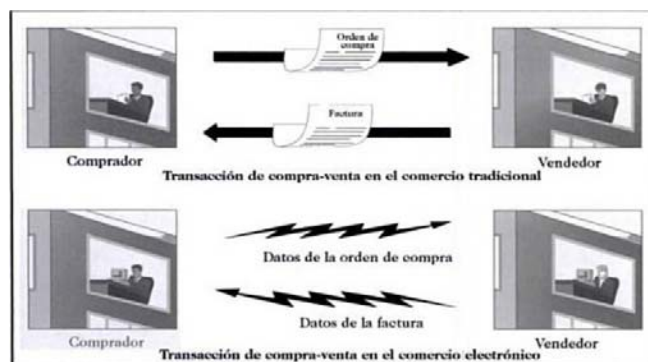 Orden de
compra
Factura
Comprador
Vendedor
Transacción de compra-venta en el comercio tradicional
Datos de la orden de compra
Datos de la factura
Comprador
Vendedor
Transacción de compra-venta en el comercio electrónico